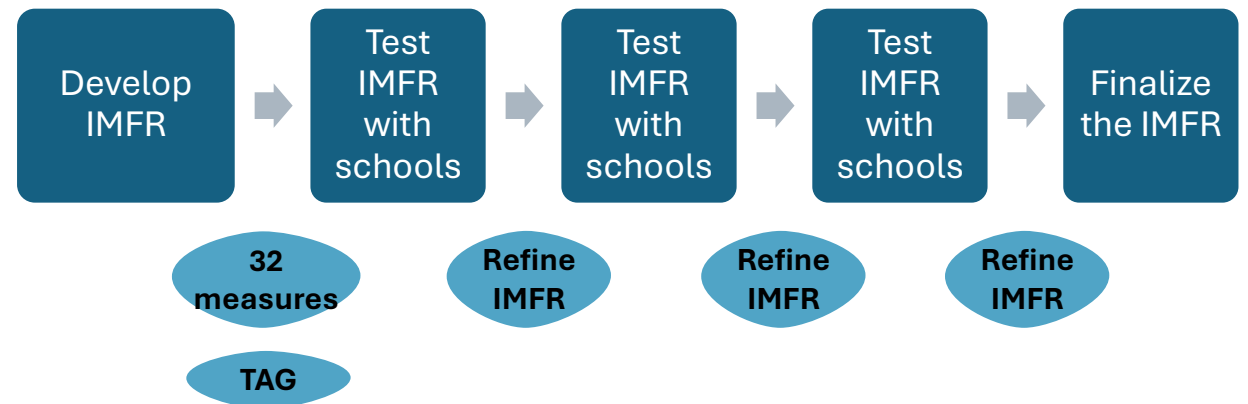 Develop
IMFR
Test
IMFR
with
schools
Test
IMFR
with
schools
Test
IMFR
with
schools
Finalize
the IMFR
32
measures
Refine
IMFR
Refine
IMFR
Refine
IMFR
TAG